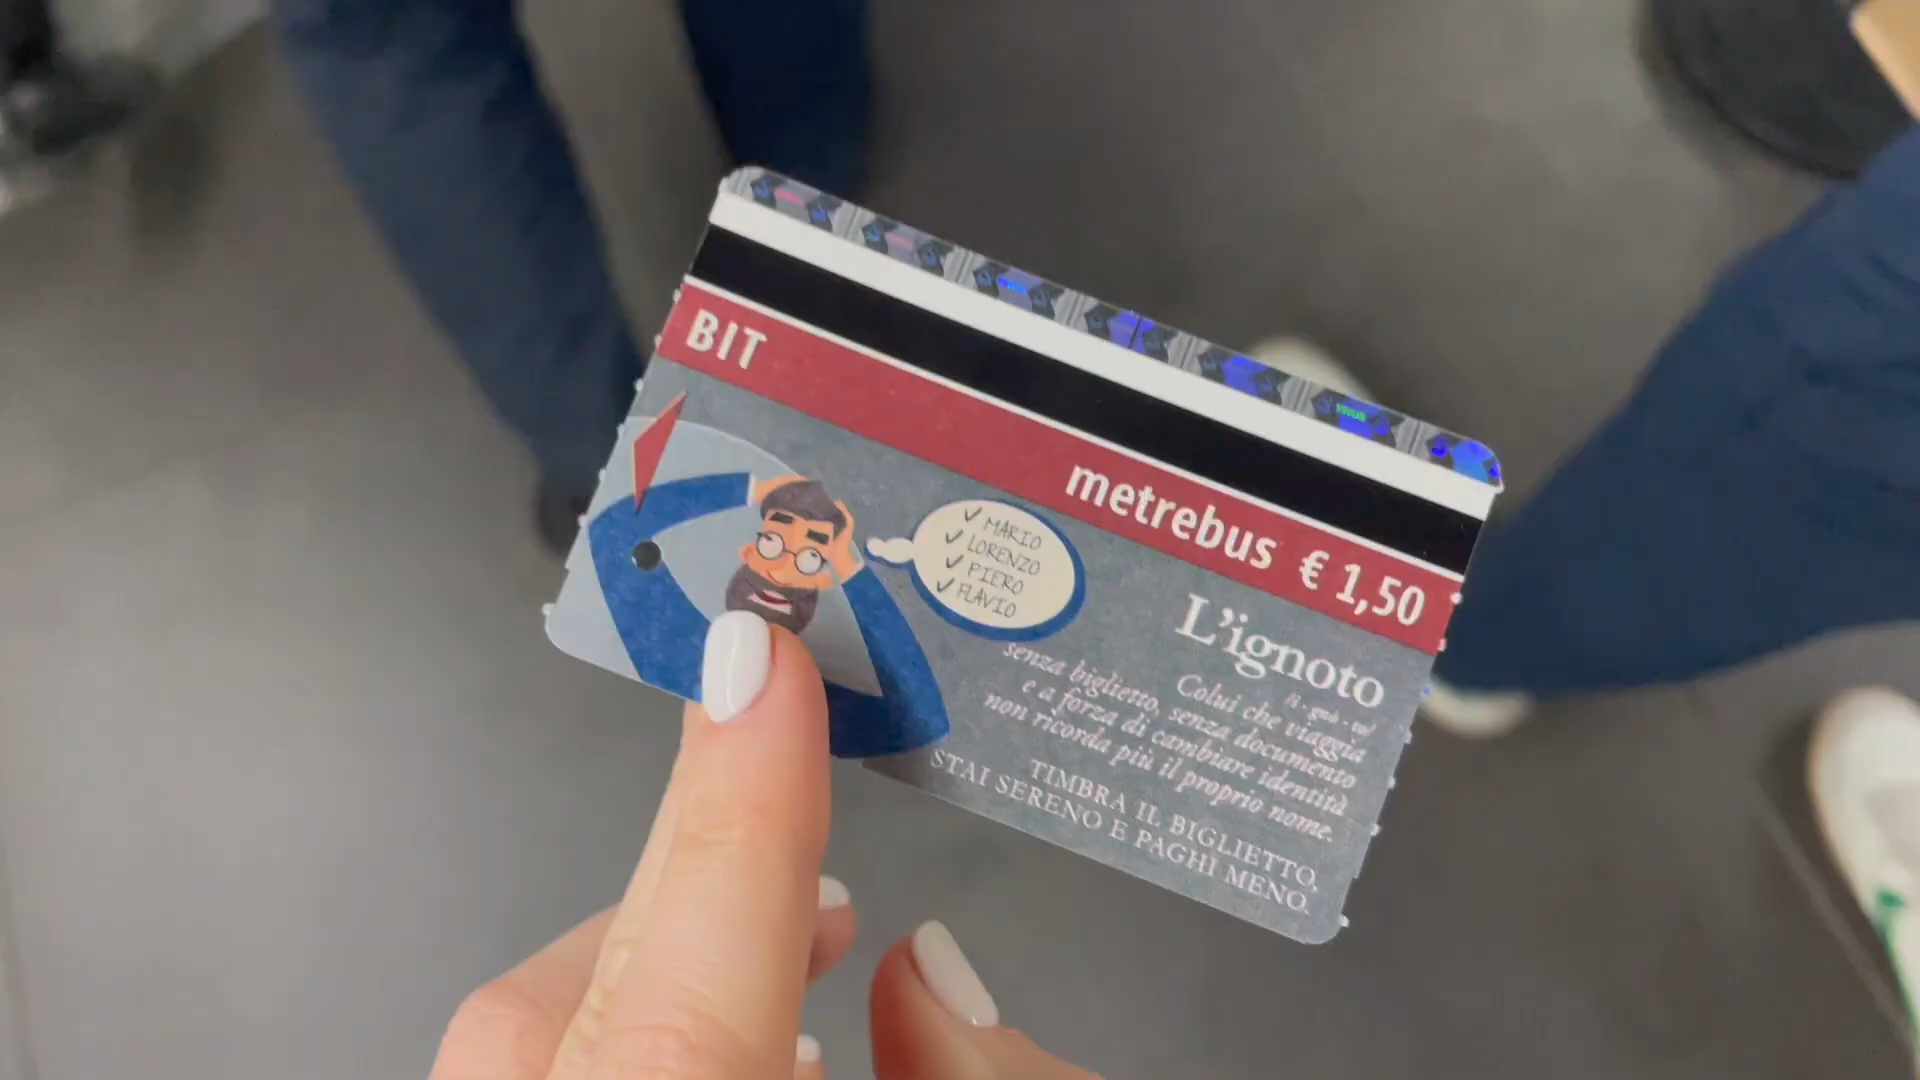 BIT
metrebus € 1,50
✓ MARIO
✓ LORENZO
✓ PIERO
✓ FLAVIO
L'ignoto
Colui che viaggia
senza biglietto, senza documento
e a forza di cambiare identità
non ricorda più il proprio nome.
TIMBRA IL BIGLIETTO,
STAI SERENO E PAGHI MENO.